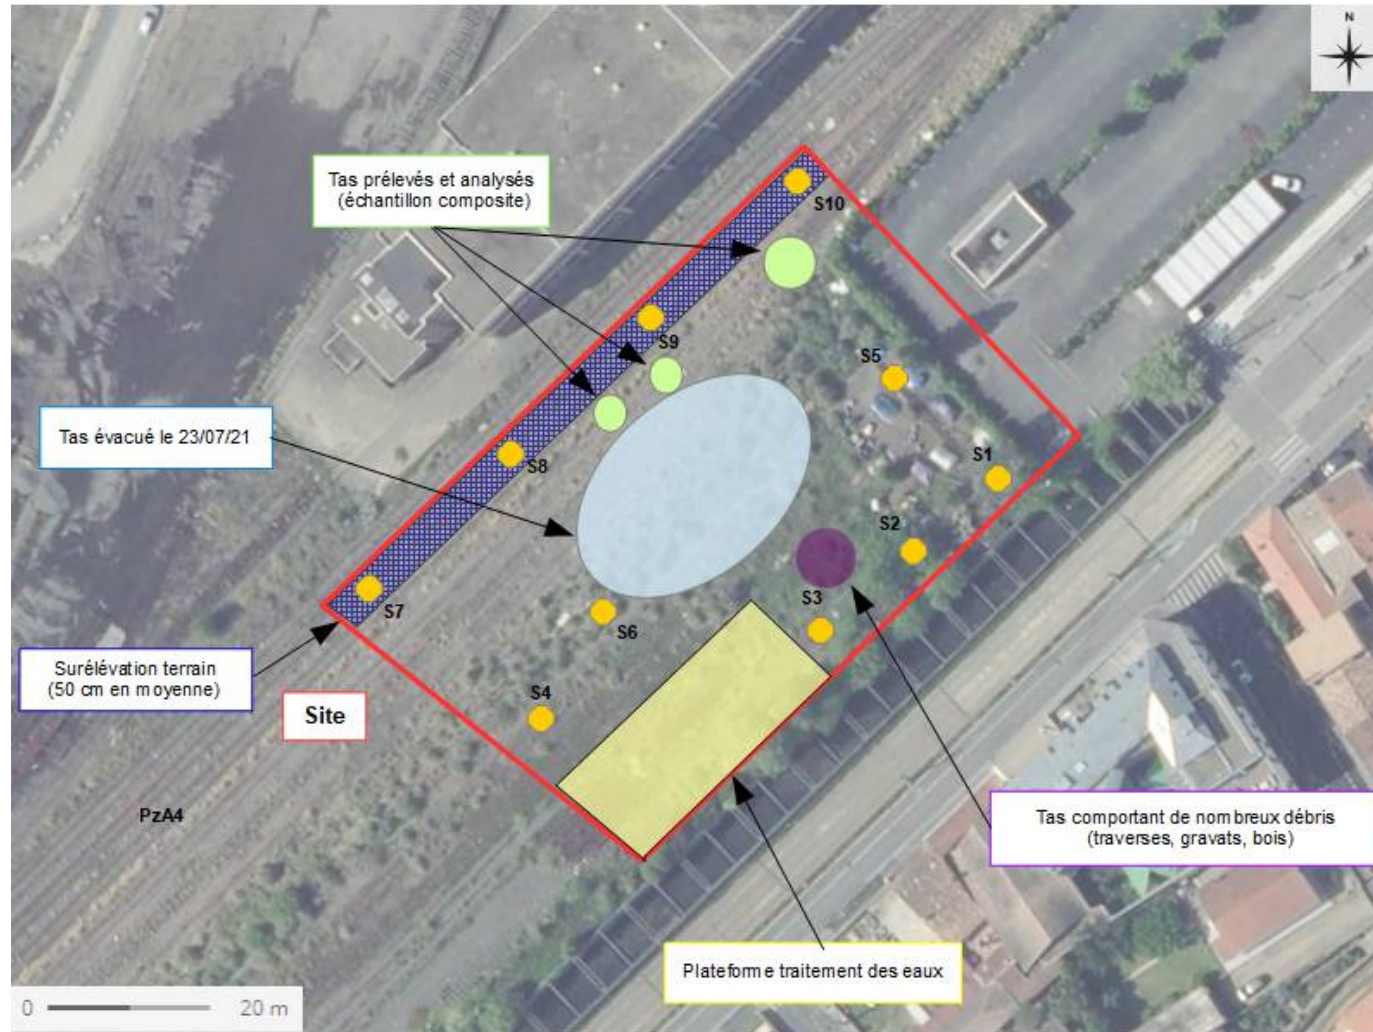 N
Tas prélevés et analysés
(échantillon composite)
S10
S9
S5
Tas évacué le 23/07/21
S8
S1
S2
S7
S6
S3
Surélévation terrain
(50 cm en moyenne)
Site
S4
PzA4
Tas comportant de nombreux débris
(traverses, gravats, bois)
Plateforme traitement des eaux
0 20 m